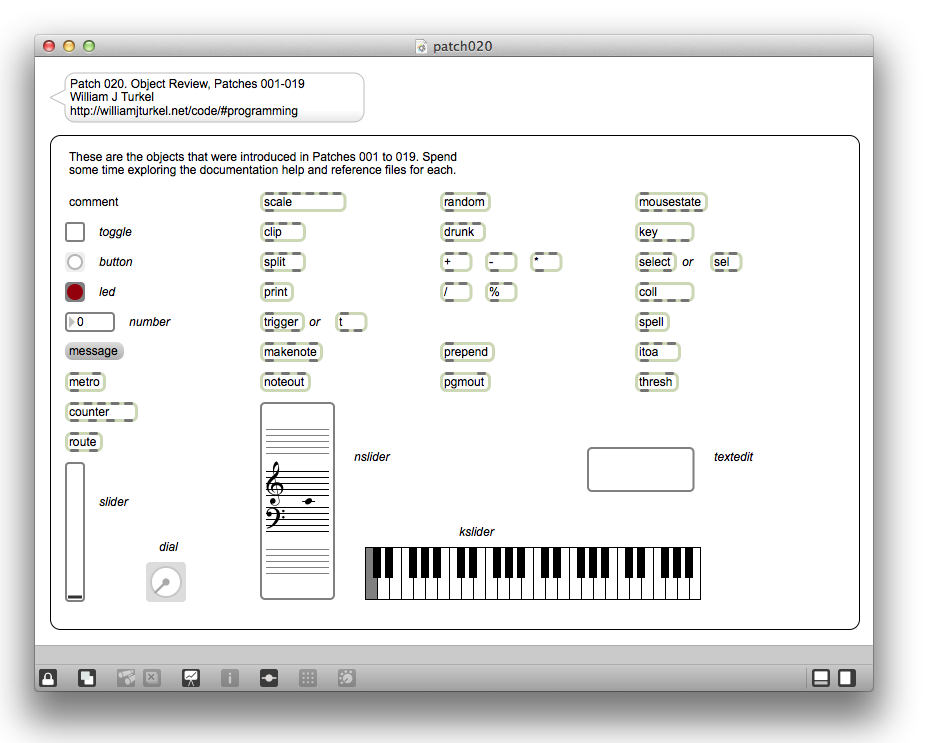 patch020
Patch 020. Object Review, Patches 001-019
William J Turkel
http://williamjturkel.net/code/#programming
These are the objects that were introduced in Patches 001 to 019. Spend
some time exploring the documentation help and reference files for each.
comment scale random mousestate
toggle clip drunk key
button split + - * select or sel
led print / % coll
0 number trigger or t spell
message makenote prepend itoa
metro noteout pgmout thresh
counter
route
nslider textedit
slider
kslider
dial